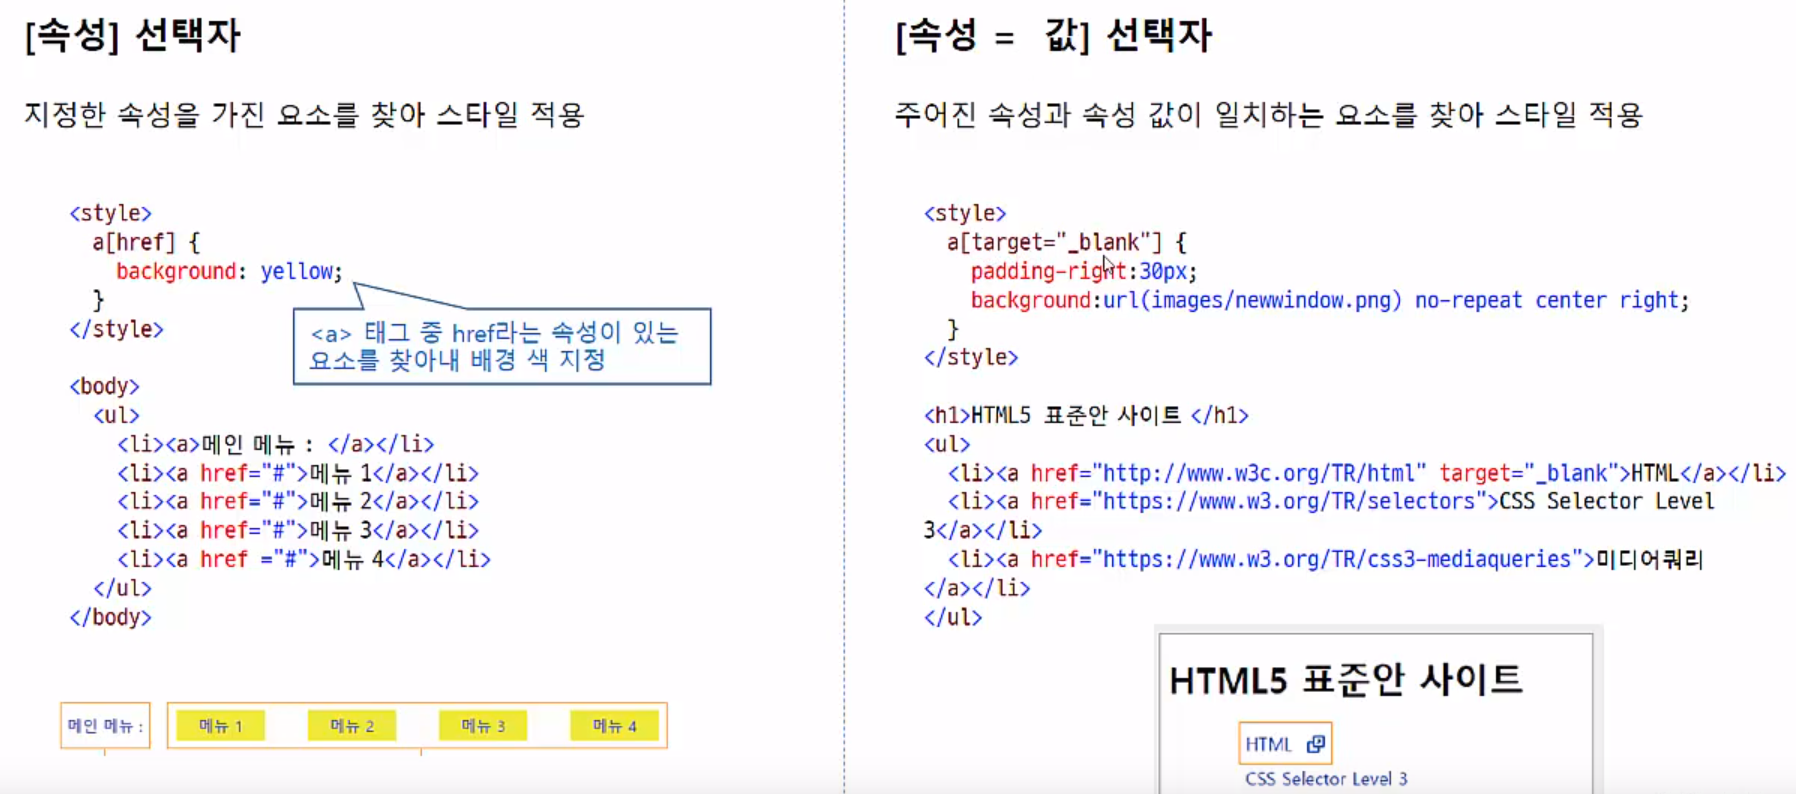 [속성] 선택자
지정한 속성을 가진 요소를 찾아 스타일 적용
<style>
a[href] {
background: yellow;
}
</style>
<a> 태그 중 href라는 속성이 있는
요소를 찾아내 배경 색 지정
<body>
<ul>
<li><a>메인 메뉴 : </a></li>
<li><a href="#">메뉴 1</a></li>
<li><a href="#">메뉴 2</a></li>
<li><a href="#">메뉴 3</a></li>
<li><a href ="#">메뉴 4</a></li>
</ul>
</body>
메인 메뉴 : 메뉴 1 메뉴 2 메뉴 3 메뉴 4
[속성 = 값] 선택자
주어진 속성과 속성 값이 일치하는 요소를 찾아 스타일 적용
<style>
a[target="_blank"] {
padding-right:30px;
background:url(images/newwindow.png) no-repeat center right;
}
</style>
<h1>HTML5 표준안 사이트 </h1>
<ul>
<li><a href="http://www.w3c.org/TR/html" target="_blank">HTML</a></li>
<li><a href="https://www.w3.org/TR/selectors">CSS Selector Level
3</a></li>
<li><a href="https://www.w3.org/TR/css3-mediaqueries">미디어쿼리
</a></li>
</ul>
HTML5 표준안 사이트
HTML
CSS Selector Level 3